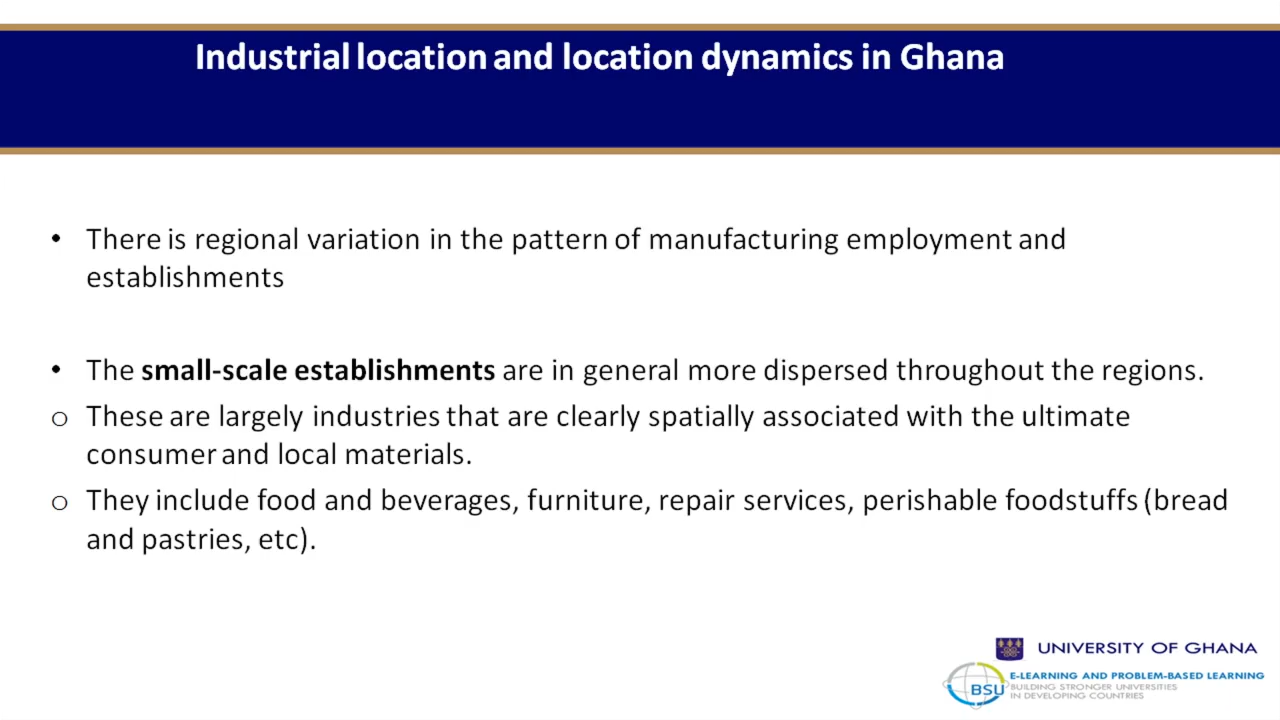 Industrial location and location dynamics in Ghana
• There is regional variation in the pattern of manufacturing employment and
establishments
• The small-scale establishments are in general more dispersed throughout the regions.
o These are largely industries that are clearly spatially associated with the ultimate
consumer and local materials.
o They include food and beverages, furniture, repair services, perishable foodstuffs (bread
and pastries, etc).
UNIVERSITY OF GHANA
BSU
E-LEARNING AND PROBLEM-BASED LEARNING
BUILDING STRONGER UNIVERSITIES
IN DEVELOPING COUNTRIES